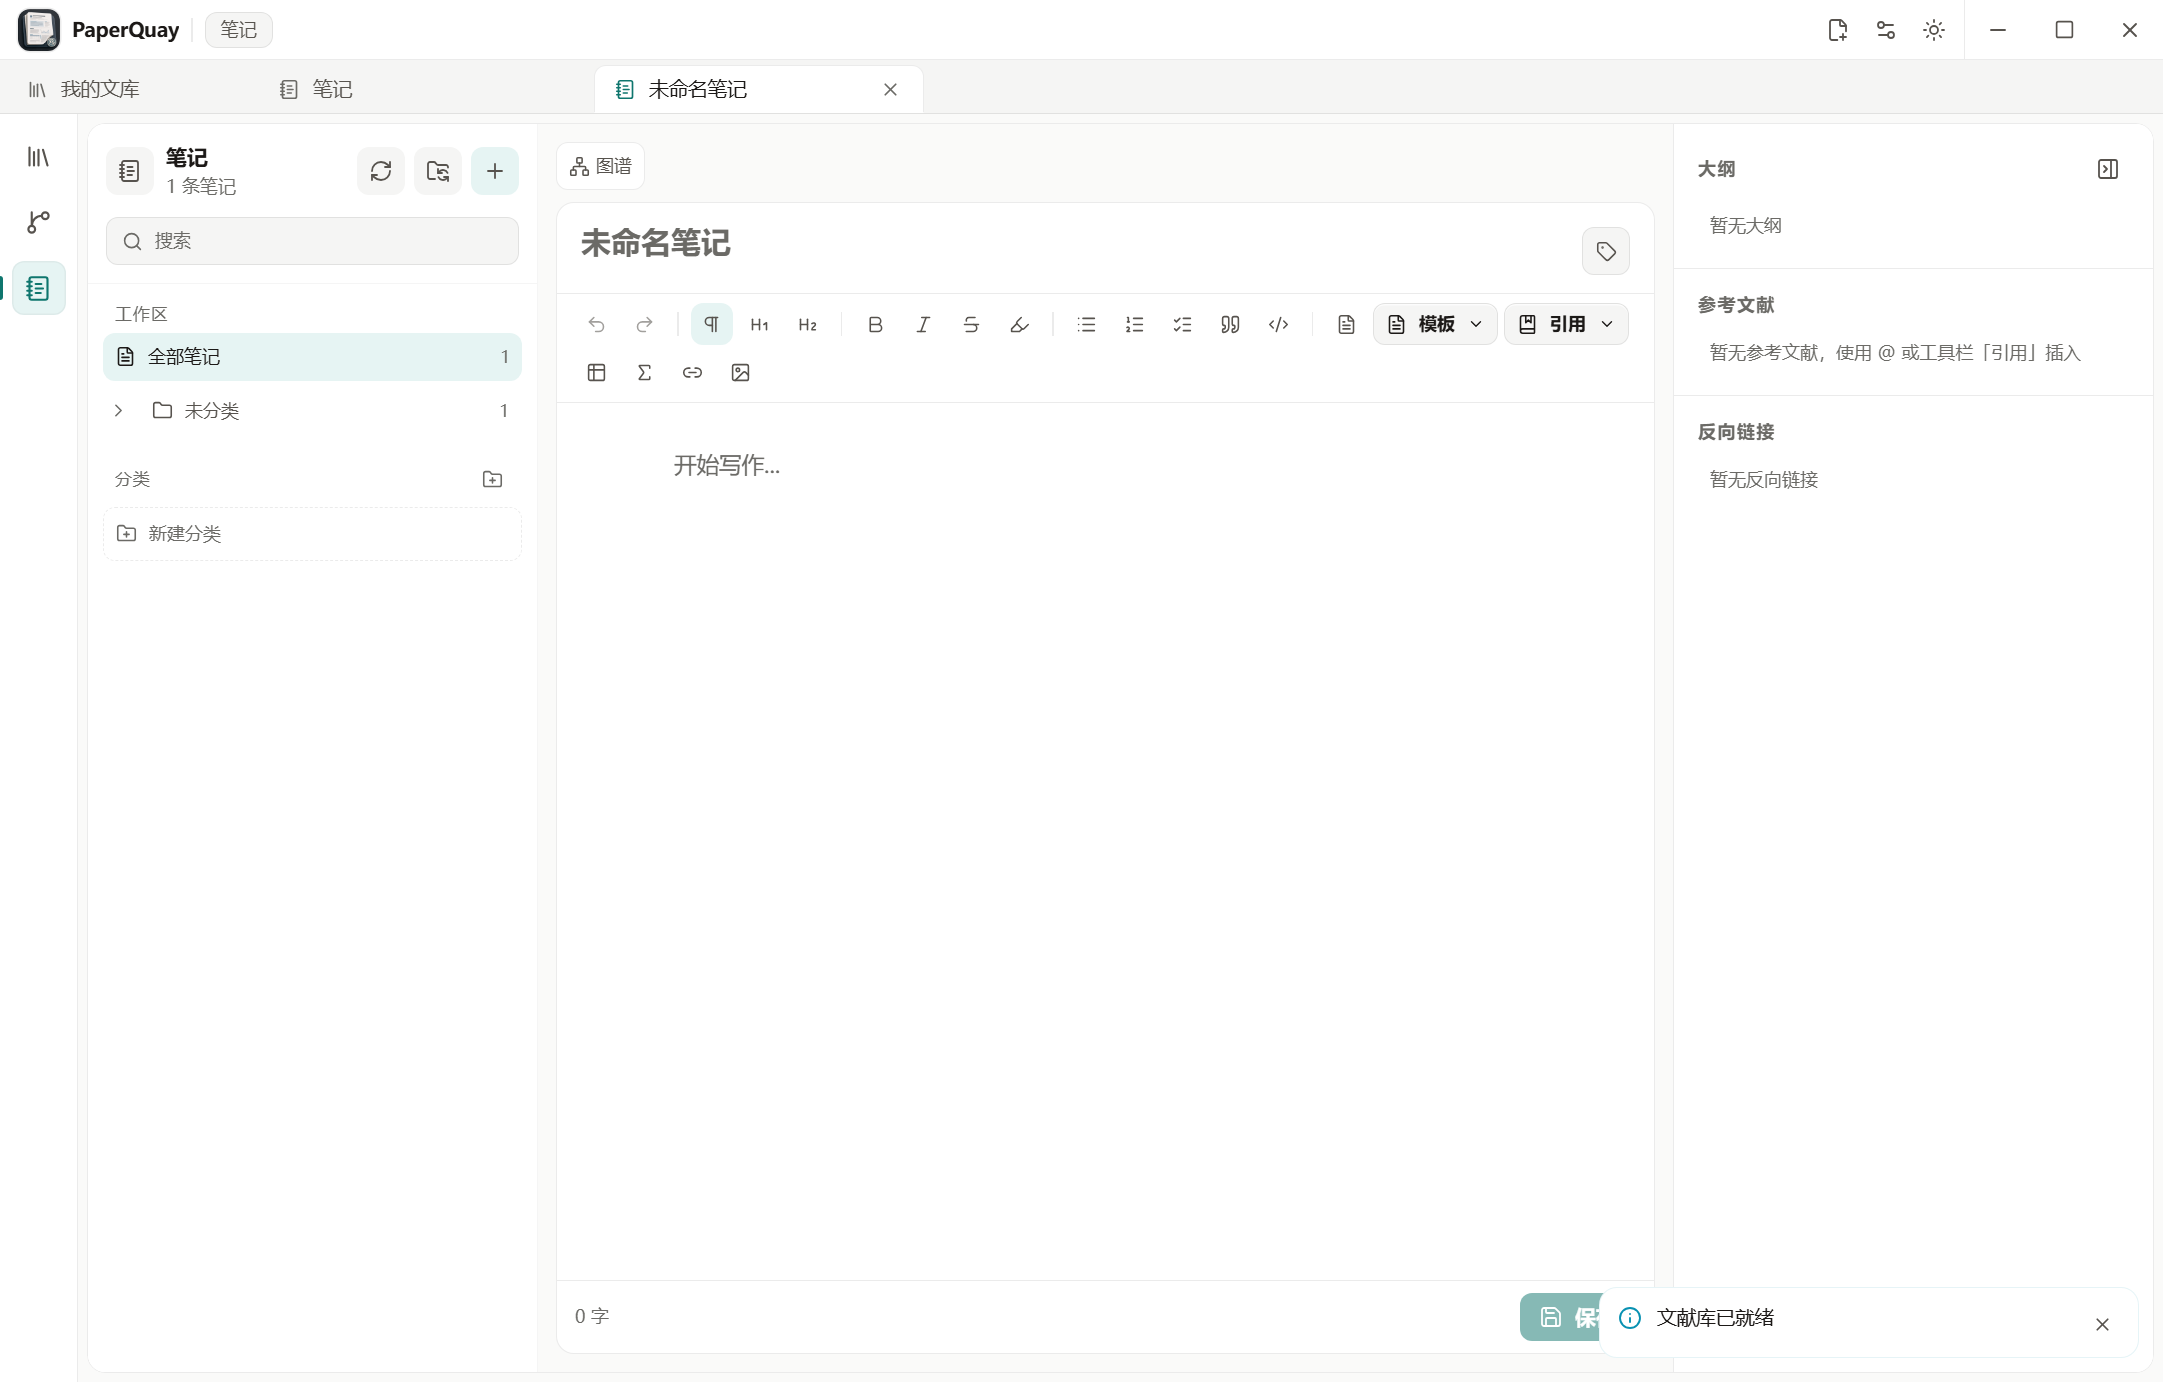 PaperQuay
笔记
我的文库
笔记
未命名笔记
笔记
1 条笔记
搜索
工作区
全部笔记
1
未分类
1
分类
新建分类
图谱
未命名笔记
H1
H2
模板
引用
开始写作...
0 字
保
大纲
暂无大纲
参考文献
暂无参考文献，使用 @ 或工具栏「引用」插入
反向链接
暂无反向链接
文献库已就绪